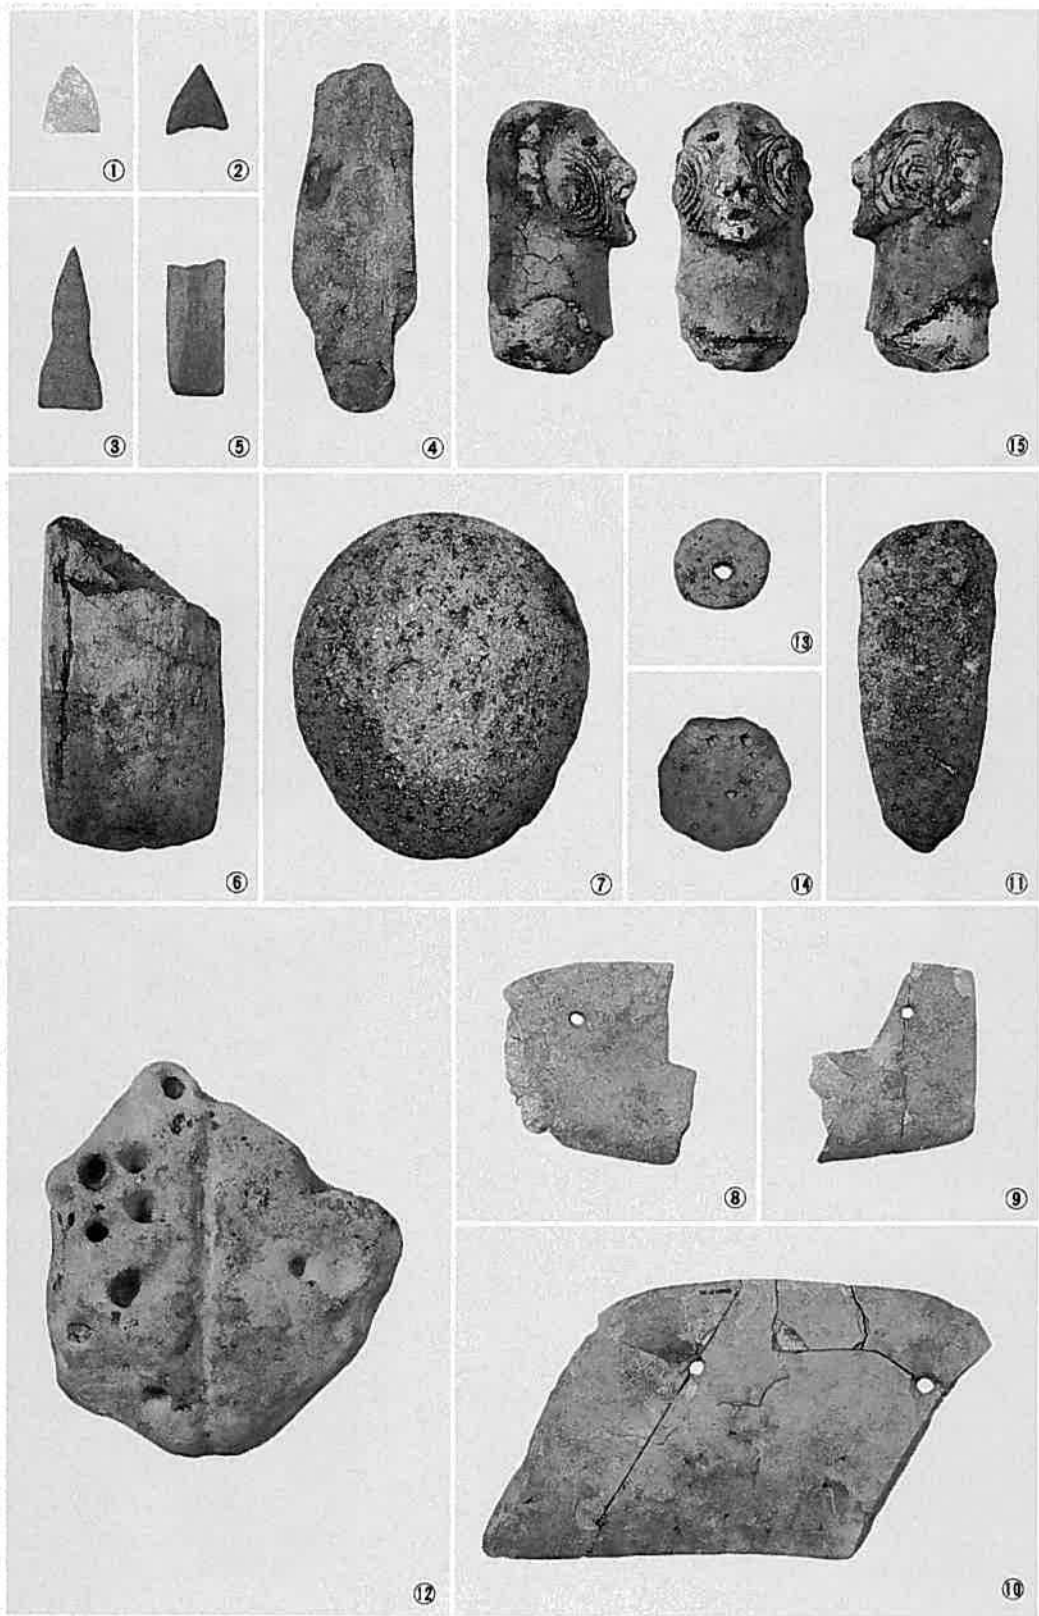 ① ②
③ ⑤ ④ ⑮
⑬
⑥ ⑦ ⑭ ⑪
⑧ ⑨
⑫ ⑩